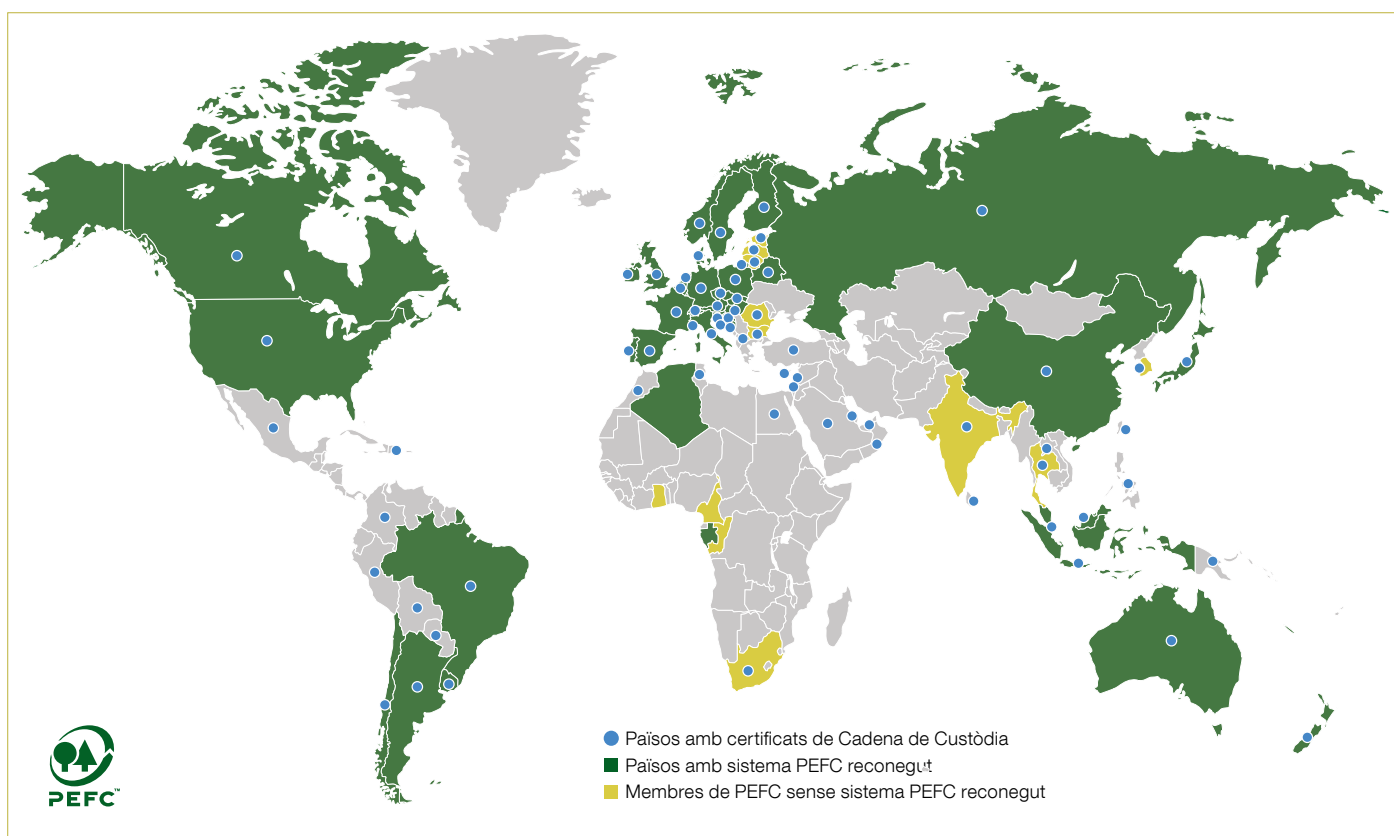 Països amb certificats de Cadena de Custòdia
Països amb sistema PEFC reconegut
Membres de PEFC sense sistema PEFC reconegut
PEFC™